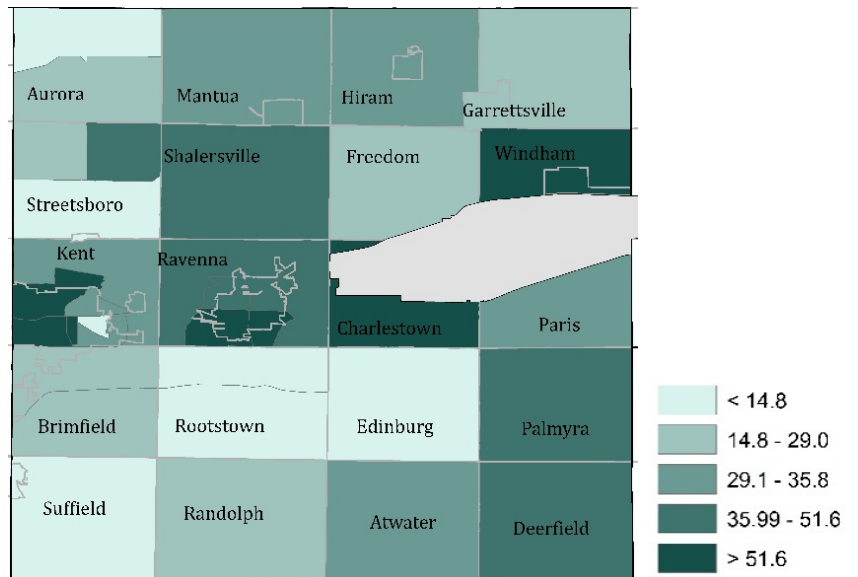 Aurora
Mantua
Hiram
Garrettsville
Shalersville
Freedom
Windham
Streetsboro
Kent
Ravenna
Charlestown
Paris
Brimfield
Rootstown
Edinburg
Palmyra
Suffield
Randolph
Atwater
Deerfield
< 14.8
14.8 - 29.0
29.1 - 35.8
35.99 - 51.6
> 51.6